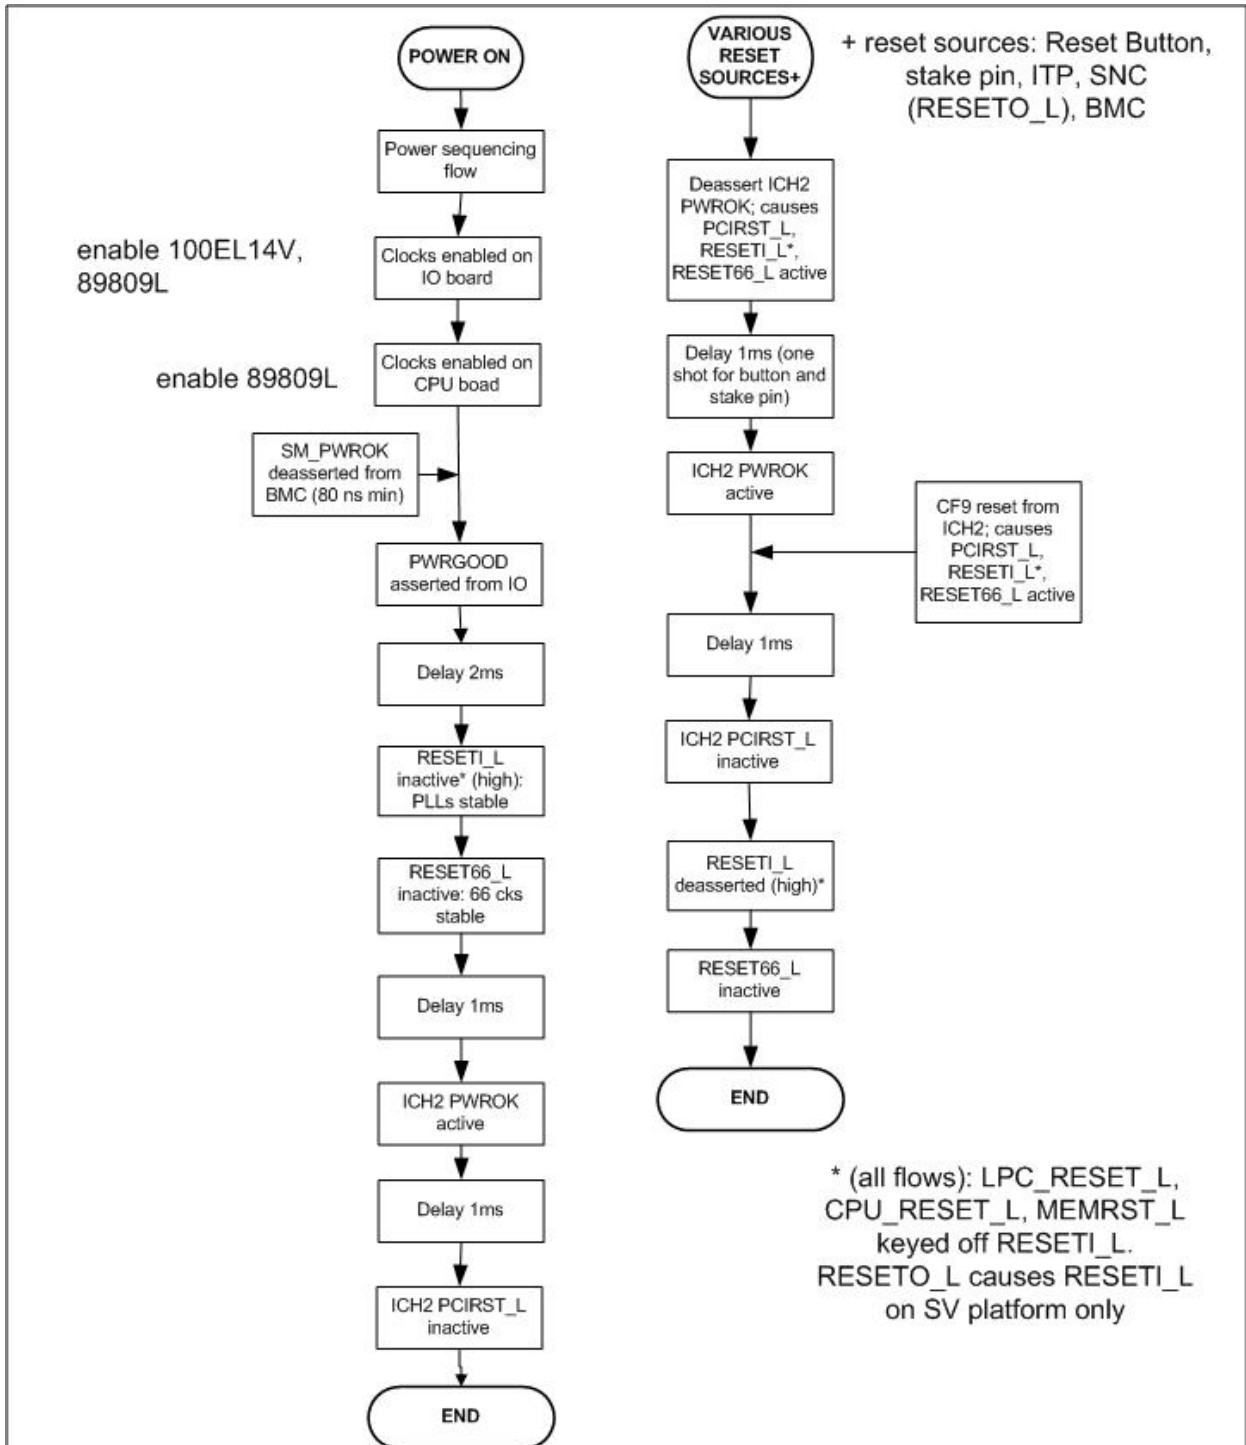 POWER ON
Power sequencing
flow
enable 100EL14V,
89809L
Clocks enabled on
IO board
enable 89809L
Clocks enabled on
CPU boad
SM_PWROK
deasserted from
BMC (80 ns min)
PWRGOOD
asserted from IO
Delay 2ms
RESETI_L
inactive* (high):
PLLs stable
RESET66_L
inactive: 66 cks
stable
Delay 1ms
ICH2 PWROK
active
Delay 1ms
ICH2 PCIRST_L
inactive
END
VARIOUS
RESET
SOURCES+
+ reset sources: Reset Button,
stake pin, ITP, SNC
(RESETO_L), BMC
Deassert ICH2
PWROK; causes
PCIRST_L,
RESETI_L*,
RESET66_L active
Delay 1ms (one
shot for button and
stake pin)
ICH2 PWROK
active
CF9 reset from
ICH2; causes
PCIRST_L,
RESETI_L*,
RESET66_L active
Delay 1ms
ICH2 PCIRST_L
inactive
RESETI_L
deasserted (high)*
RESET66_L
inactive
END
* (all flows): LPC_RESET_L,
CPU_RESET_L, MEMRST_L
keyed off RESETI_L.
RESETO_L causes RESETI_L
on SV platform only